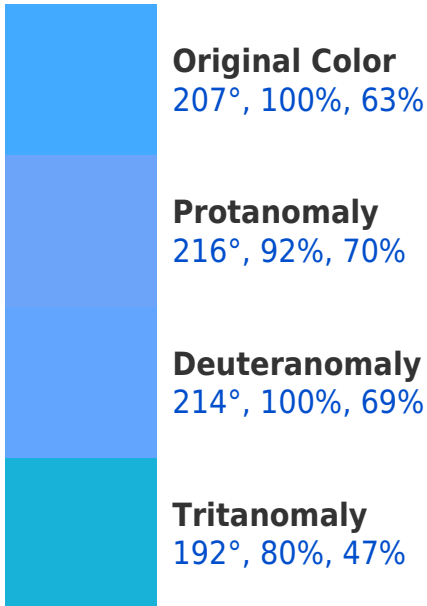 Original Color
207°, 100%, 63%
Protanomaly
216°, 92%, 70%
Deuteranomaly
214°, 100%, 69%
Tritanomaly
192°, 80%, 47%